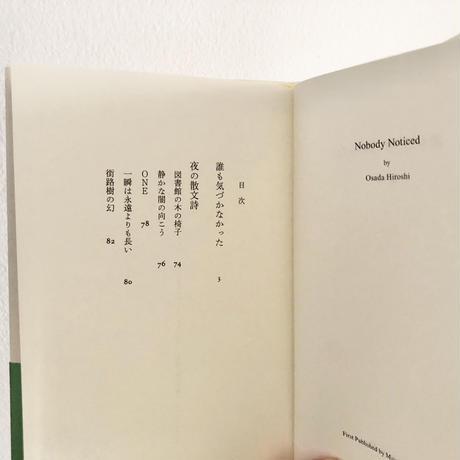 目次
誰も気づかなかった 3
夜の散文詩
図書館の木の椅子 74
静かな闇の向こう 76
ONE 78
一瞬は永遠よりも長い 80
街路樹の幻 82
Nobody Noticed
by
Osada Hiroshi
First Published by